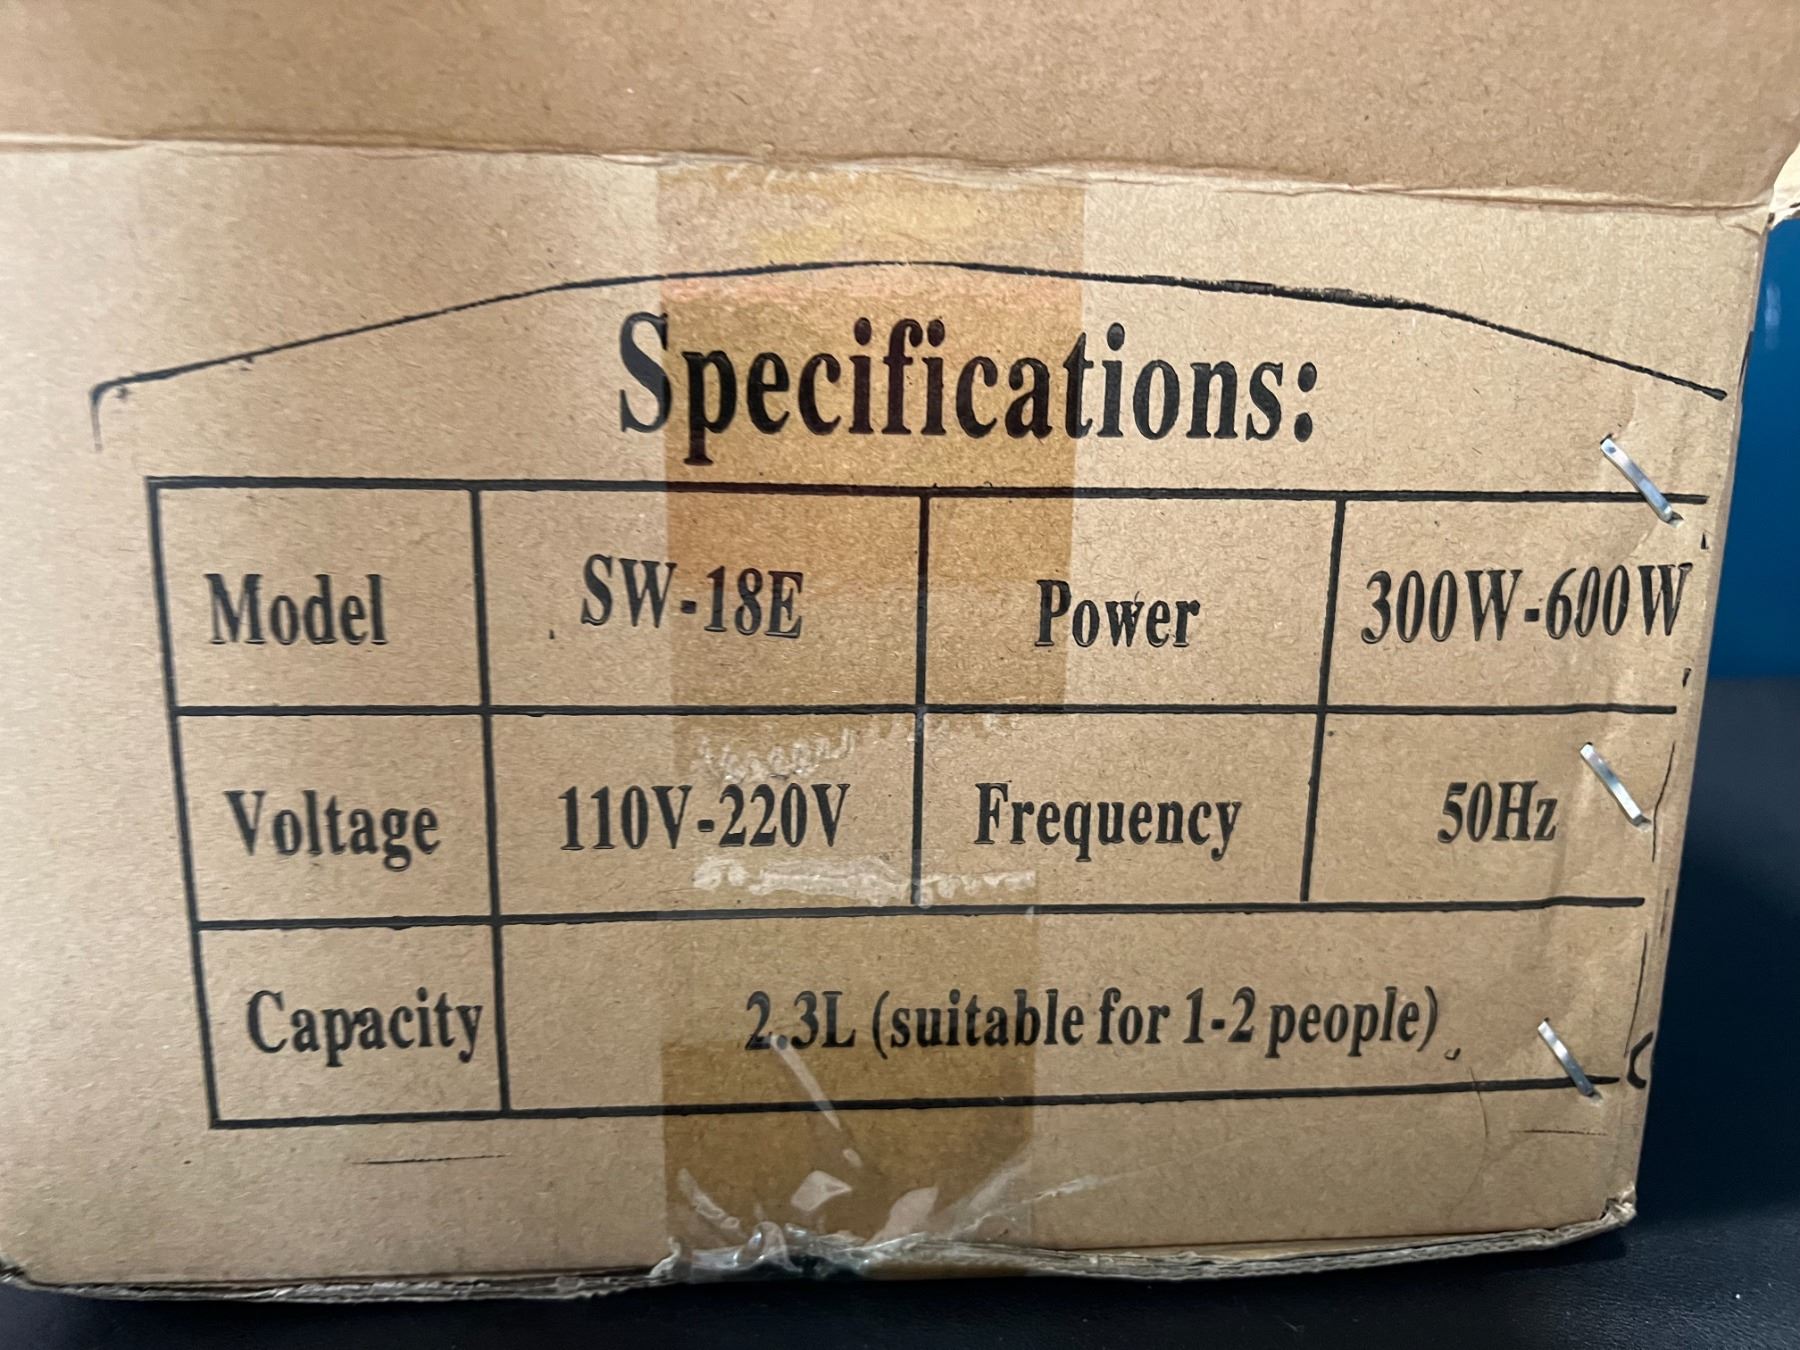 Specifications:
Model SW-18E Power 300W-600W
Voltage 110V-220V Frequency 50Hz
Capacity 2.3L (suitable for 1-2 people)